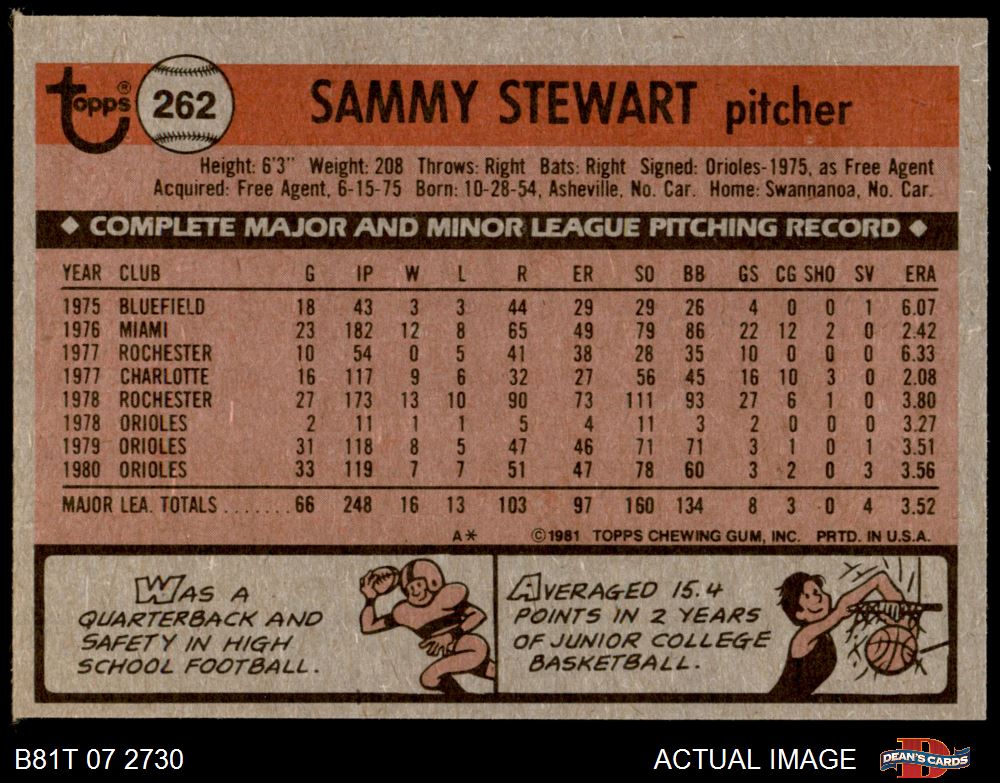 Topps® 262 SAMMY STEWART pitcher
Height: 6'3" Weight: 208 Throws: Right Bats: Right Signed: Orioles-1975, as Free Agent
Acquired: Free Agent, 6-15-75 Born: 10-28-54, Asheville, No. Car. Home: Swannanoa, No. Car.
◆ COMPLETE MAJOR AND MINOR LEAGUE PITCHING RECORD ◆
YEAR CLUB G IP W L R ER SO BB GS CG SHO SV ERA
1975 BLUEFIELD 18 43 3 3 44 29 29 26 4 0 0 1 6.07
1976 MIAMI 23 182 12 8 65 49 79 86 22 12 2 0 2.42
1977 ROCHESTER 10 54 0 5 41 38 28 35 10 0 0 0 6.33
1977 CHARLOTTE 16 117 9 6 32 27 56 45 16 10 3 0 2.08
1978 ROCHESTER 27 173 13 10 90 73 111 93 27 6 1 0 3.80
1978 ORIOLES 2 11 1 1 5 4 11 3 2 0 0 0 3.27
1979 ORIOLES 31 118 8 5 47 46 71 71 3 1 0 1 3.51
1980 ORIOLES 33 119 7 7 51 47 78 60 3 2 0 3 3.56
MAJOR LEA. TOTALS ....... 66 248 16 13 103 97 160 134 8 3 0 4 3.52
A* ©1981 TOPPS CHEWING GUM, INC. PRTD. IN U.S.A.
WAS A
QUARTERBACK AND
SAFETY IN HIGH
SCHOOL FOOTBALL.
AVERAGED 15.4
POINTS IN 2 YEARS
OF JUNIOR COLLEGE
BASKETBALL.
B81T 07 2730 ACTUAL IMAGE DEAN'S CARDS